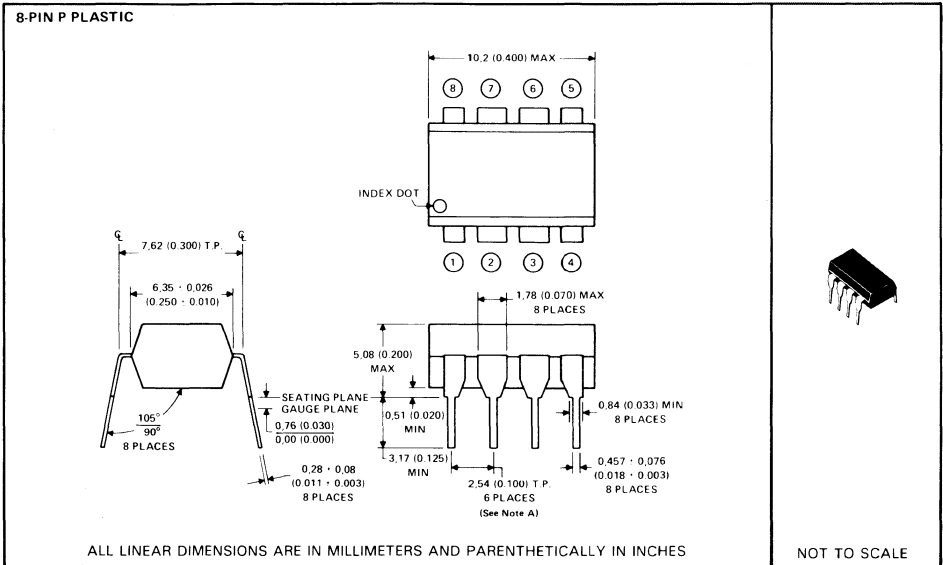 8-PIN P PLASTIC
10,2 (0.400) MAX
8 7 6 5
INDEX DOT
1 2 3 4
℄ ℄
7,62 (0.300) T.P.
6,35 · 0,026
(0.250 · 0.010)
105°
90°
8 PLACES
SEATING PLANE
GAUGE PLANE
0,76 (0.030)
0,00 (0.000)
0,28 · 0,08
(0.011 · 0.003)
8 PLACES
1,78 (0.070) MAX
8 PLACES
5,08 (0.200)
MAX
0,51 (0.020)
MIN
3,17 (0.125)
MIN
0,84 (0.033) MIN
8 PLACES
2,54 (0.100) T.P.
6 PLACES
(See Note A)
0,457 · 0,076
(0.018 · 0.003)
8 PLACES
ALL LINEAR DIMENSIONS ARE IN MILLIMETERS AND PARENTHETICALLY IN INCHES
NOT TO SCALE